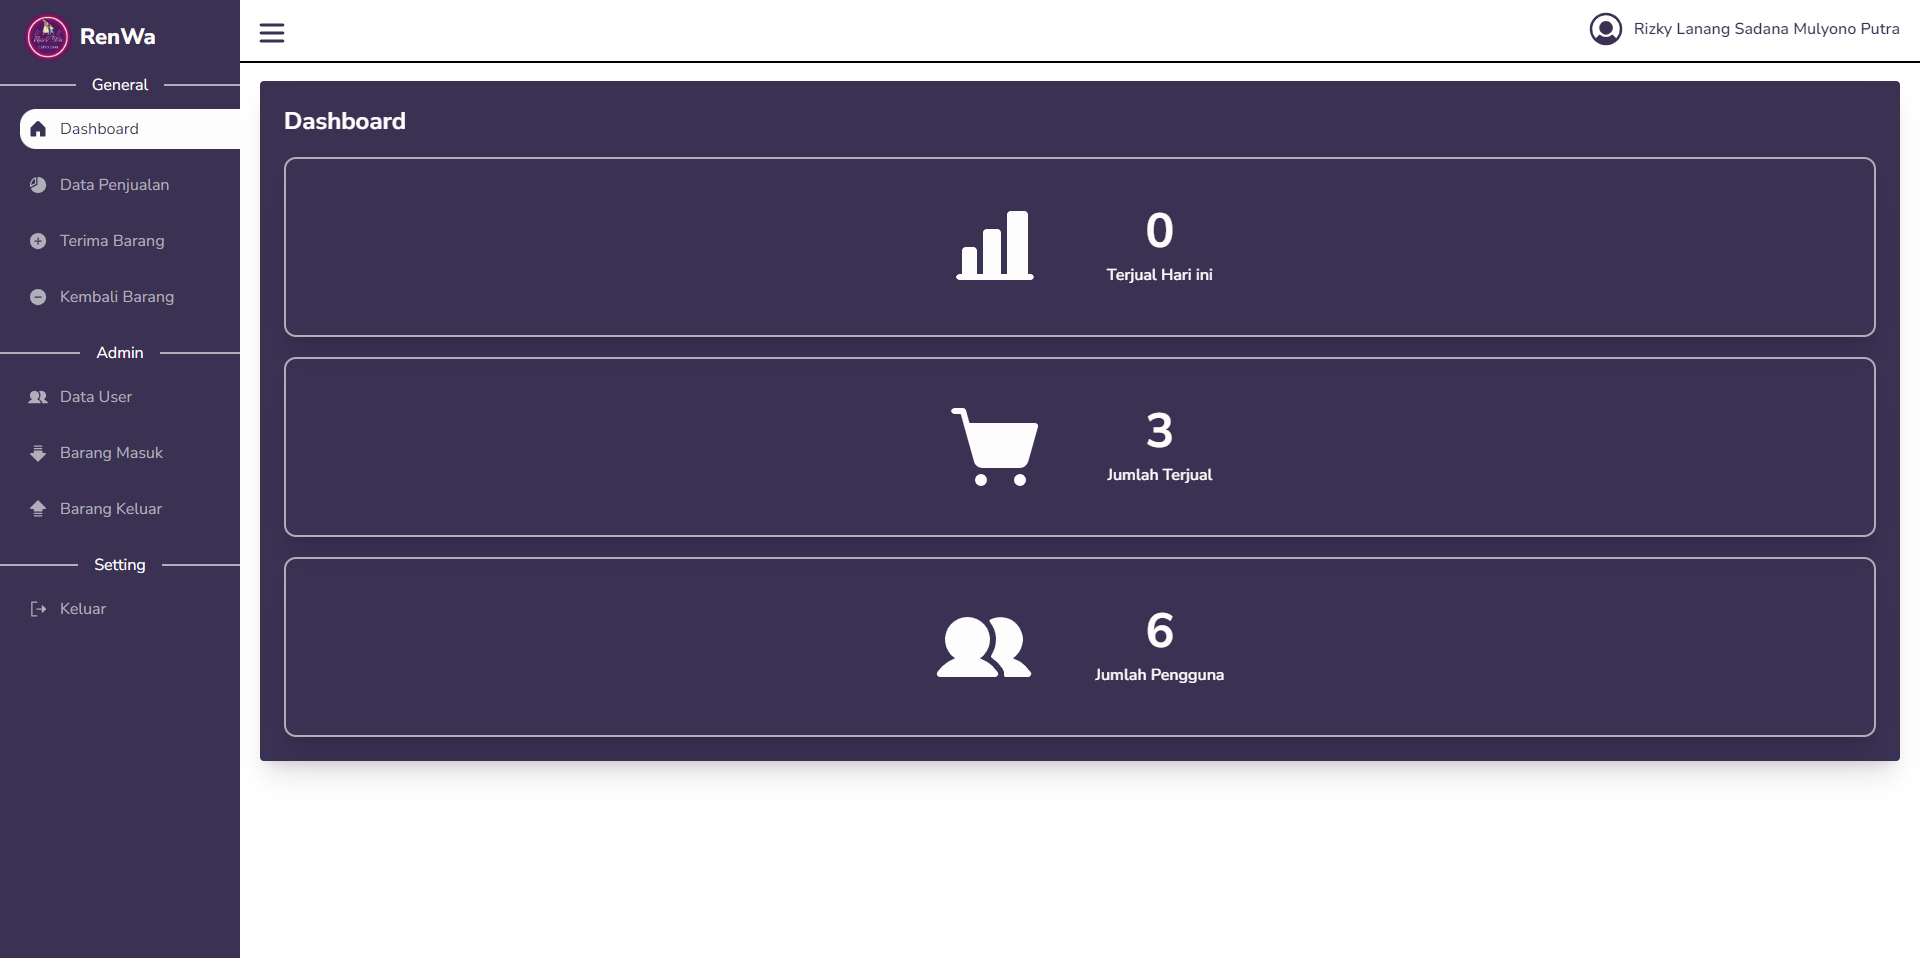 RenWa
General
Dashboard
Data Penjualan
Terima Barang
Kembali Barang
Admin
Data User
Barang Masuk
Barang Keluar
Setting
Keluar
Rizky Lanang Sadana Mulyono Putra
Dashboard
0
Terjual Hari ini
3
Jumlah Terjual
6
Jumlah Pengguna